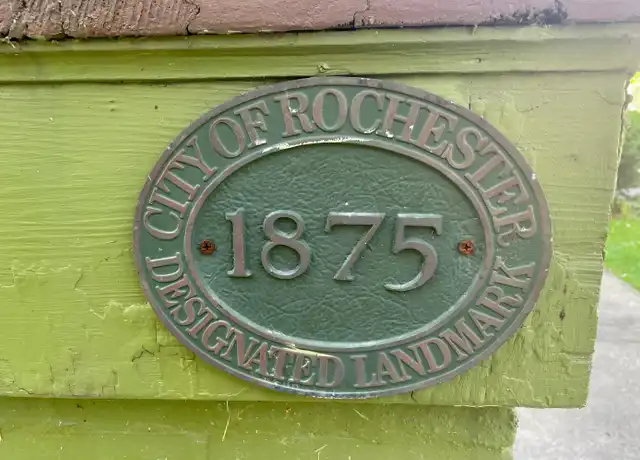 CITY OF ROCHESTER
1875
DESIGNATED LANDMARK